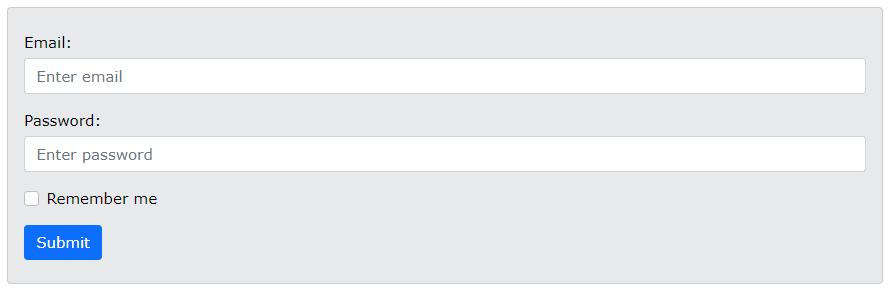 Email:
Enter email
Password:
Enter password
Remember me
Submit